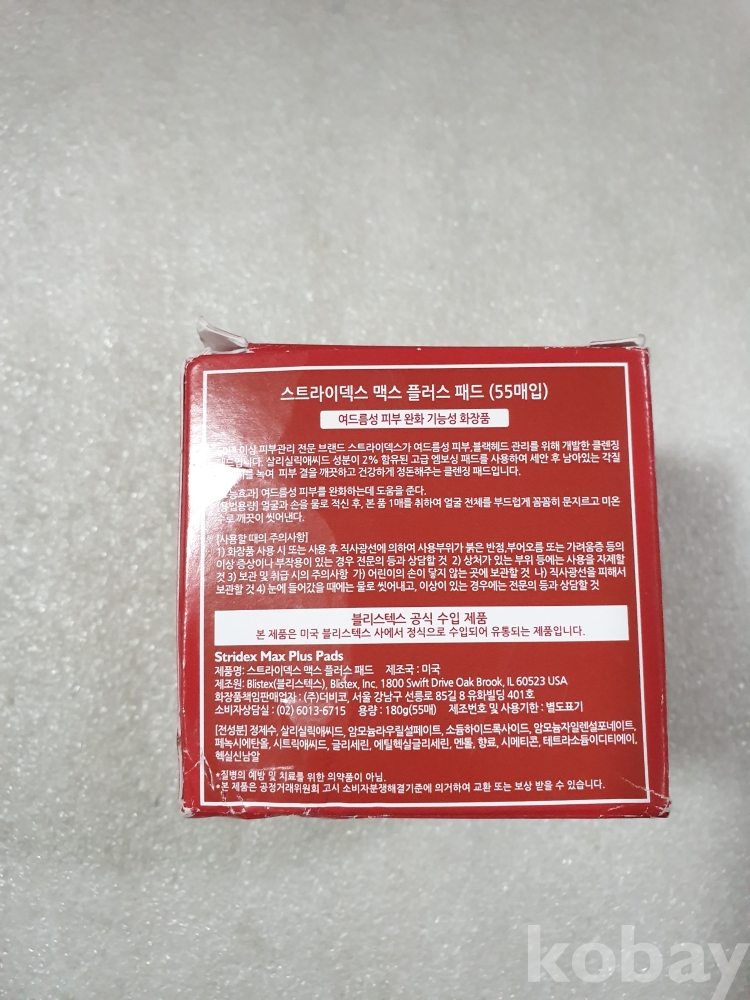 스트라이덱스 맥스 플러스 패드 (55매입)
여드름성 피부 완화 기능성 화장품
이상 피부관리 전문 브랜드 스트라이덱스가 여드름성 피부,블랙헤드 관리를 위해 개발한 클렌징
살리실릭애씨드 성분이 2% 함유된 고급 엠보싱 패드를 사용하여 세안 후 남아있는 각질
녹여 피부 결을 깨끗하고 건강하게 정돈해주는 클렌징 패드입니다.
여드름성 피부를 완화하는데 도움을 준다.
[용법용량] 얼굴과 손을 물로 적신 후, 본 품 1매를 취하여 얼굴 전체를 부드럽게 꼼꼼히 문지르고 미온
수로 깨끗이 씻어낸다.
[사용할 때의 주의사항]
1) 화장품 사용 시 또는 사용 후 직사광선에 의하여 사용부위가 붉은 반점,부어오름 또는 가려움증 등의
이상 증상이나 부작용이 있는 경우 전문의 등과 상담할 것 2) 상처가 있는 부위 등에는 사용을 자제할
것 3) 보관 및 취급 시의 주의사항 가) 어린이의 손이 닿지 않는 곳에 보관할 것 나) 직사광선을 피해서
보관할 것 4) 눈에 들어갔을 때에는 물로 씻어내고, 이상이 있는 경우에는 전문의 등과 상담할 것
블리스텍스 공식 수입 제품
본 제품은 미국 블리스텍스 사에서 정식으로 수입되어 유통되는 제품입니다.
Stridex Max Plus Pads
제품명: 스트라이덱스 맥스 플러스 패드 제조국 : 미국
제조원: Blistex(블리스텍스), Blistex, Inc. 1800 Swift Drive Oak Brook, IL 60523 USA
화장품책임판매업자 : (주)더비코, 서울 강남구 선릉로 85길 8 유화빌딩 401호
소비자상담실 : (02) 6013-6715 용량 : 180g(55매) 제조번호 및 사용기한 : 별도표기
[전성분] 정제수, 살리실릭애씨드, 암모늄라우릴설페이트, 소듐하이드록사이드, 암모늄자일렌설포네이트,
페녹시에탄올, 시트릭애씨드, 글리세린, 에틸헥실글리세린, 멘톨, 향료, 시메티콘, 테트라소듐이디티에이,
헥실신남알
*질병의 예방 및 치료를 위한 의약품이 아님.
*본 제품은 공정거래위원회 고시 소비자분쟁해결기준에 의거하여 교환 또는 보상 받을 수 있습니다.
kobay